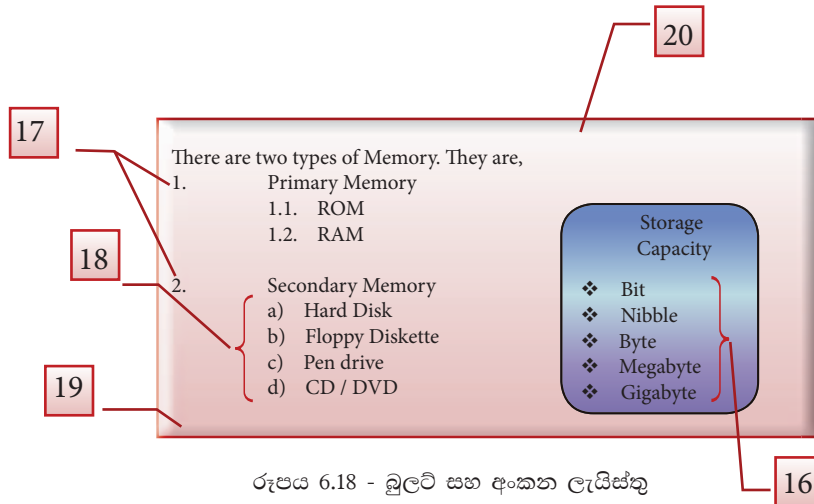 20
17
There are two types of Memory. They are,
1. Primary Memory
1.1. ROM
1.2. RAM
Storage
Capacity
18
2. Secondary Memory
a) Hard Disk
b) Floppy Diskette
c) Pen drive
d) CD / DVD
❖ Bit
❖ Nibble
❖ Byte
❖ Megabyte
❖ Gigabyte
19
16
රූපය 6.18 - බුලට් සහ අංකන ලැයිස්තු